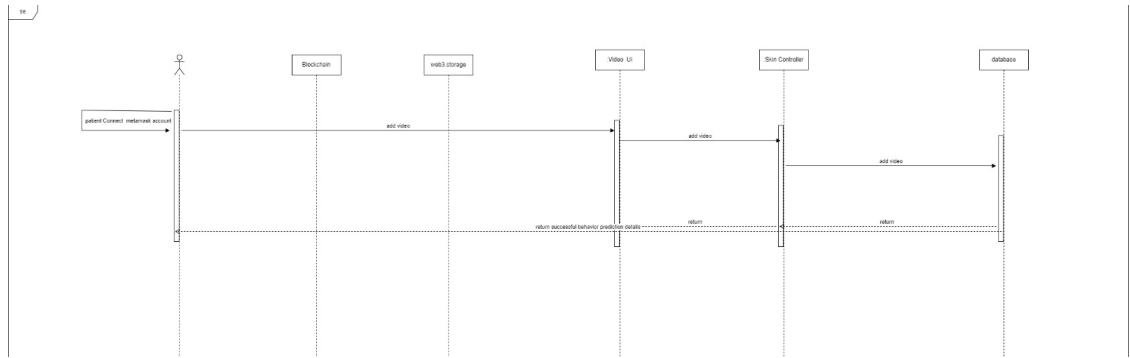 se
Blockchain
web3.storage
:Video UI
:Skin Controller
database
patient Connect metamask account
add video
add video
add video
return
return
return successful behavior prediction details